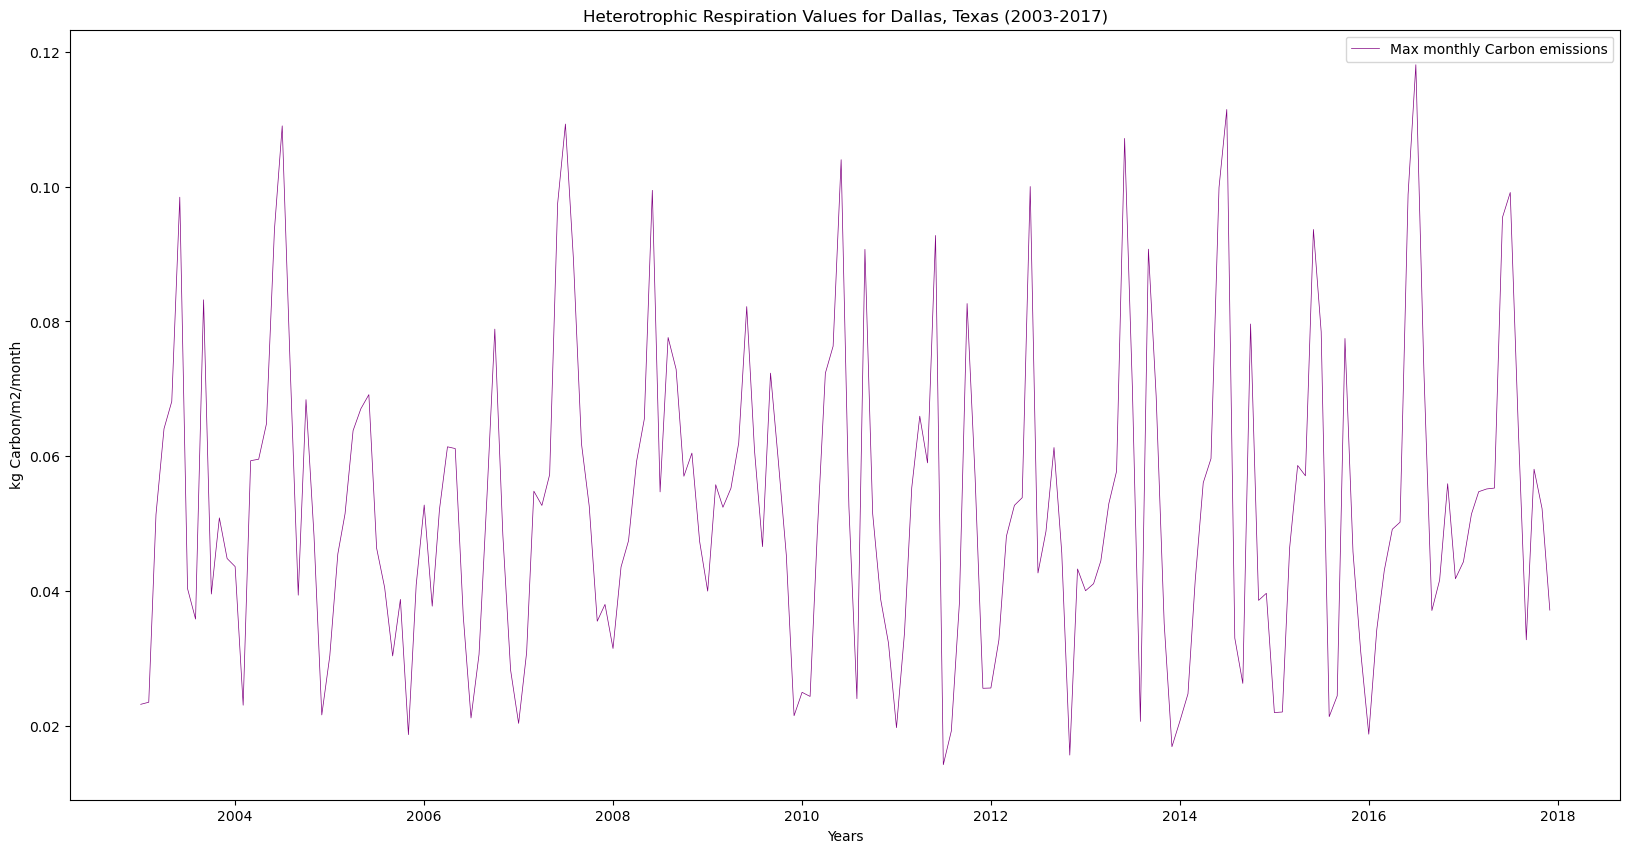 Heterotrophic Respiration Values for Dallas, Texas (2003-2017)
Max monthly Carbon emissions
0.12
0.10
0.08
0.06
0.04
0.02
kg Carbon/m2/month
2004 2006 2008 2010 2012 2014 2016 2018
Years